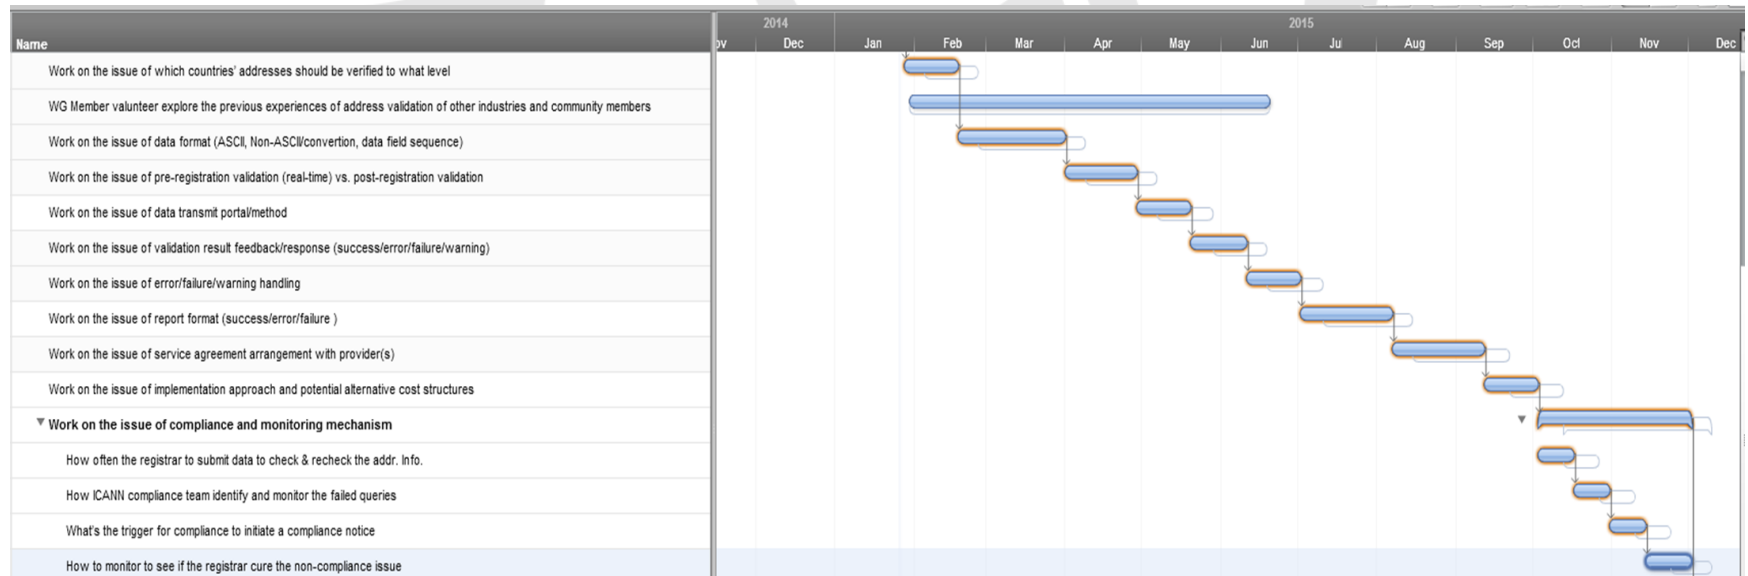 2014 2015
Name ov Dec Jan Feb Mar Apr May Jun Jul Aug Sep Oct Nov Dec
Work on the issue of which countries' addresses should be verified to what level
WG Member valunteer explore the previous experiences of address validation of other industries and community members
Work on the issue of data format (ASCII, Non-ASCII/convertion, data field sequence)
Work on the issue of pre-registration validation (real-time) vs. post-registration validation
Work on the issue of data transmit portal/method
Work on the issue of validation result feedback/response (success/error/failure/warning)
Work on the issue of error/failure/warning handling
Work on the issue of report format (success/error/failure )
Work on the issue of service agreement arrangement with provider(s)
Work on the issue of implementation approach and potential alternative cost structures
Work on the issue of compliance and monitoring mechanism
How often the registrar to submit data to check & recheck the addr. Info.
How ICANN compliance team identify and monitor the failed queries
What's the trigger for compliance to initiate a compliance notice
How to monitor to see if the registrar cure the non-compliance issue